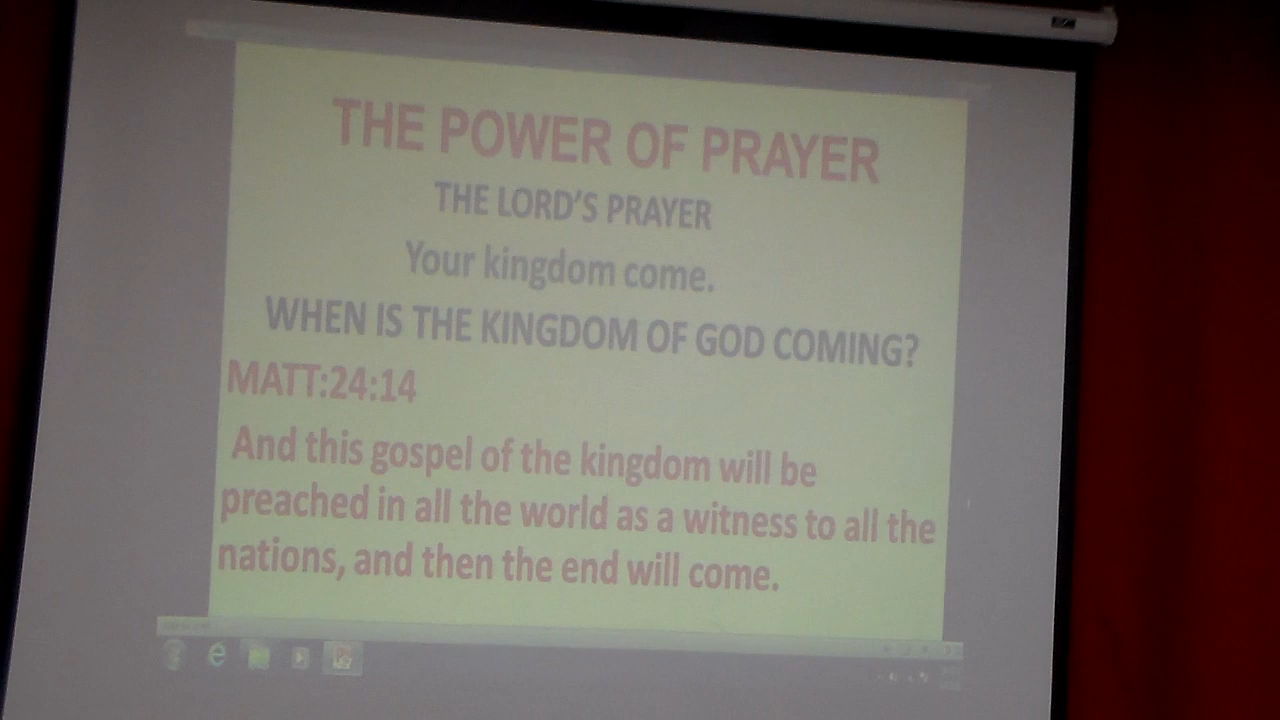 THE POWER OF PRAYER
THE LORD'S PRAYER
Your kingdom come.
WHEN IS THE KINGDOM OF GOD COMING?
MATT:24:14
And this gospel of the kingdom will be
preached in all the world as a witness to all the
nations, and then the end will come.